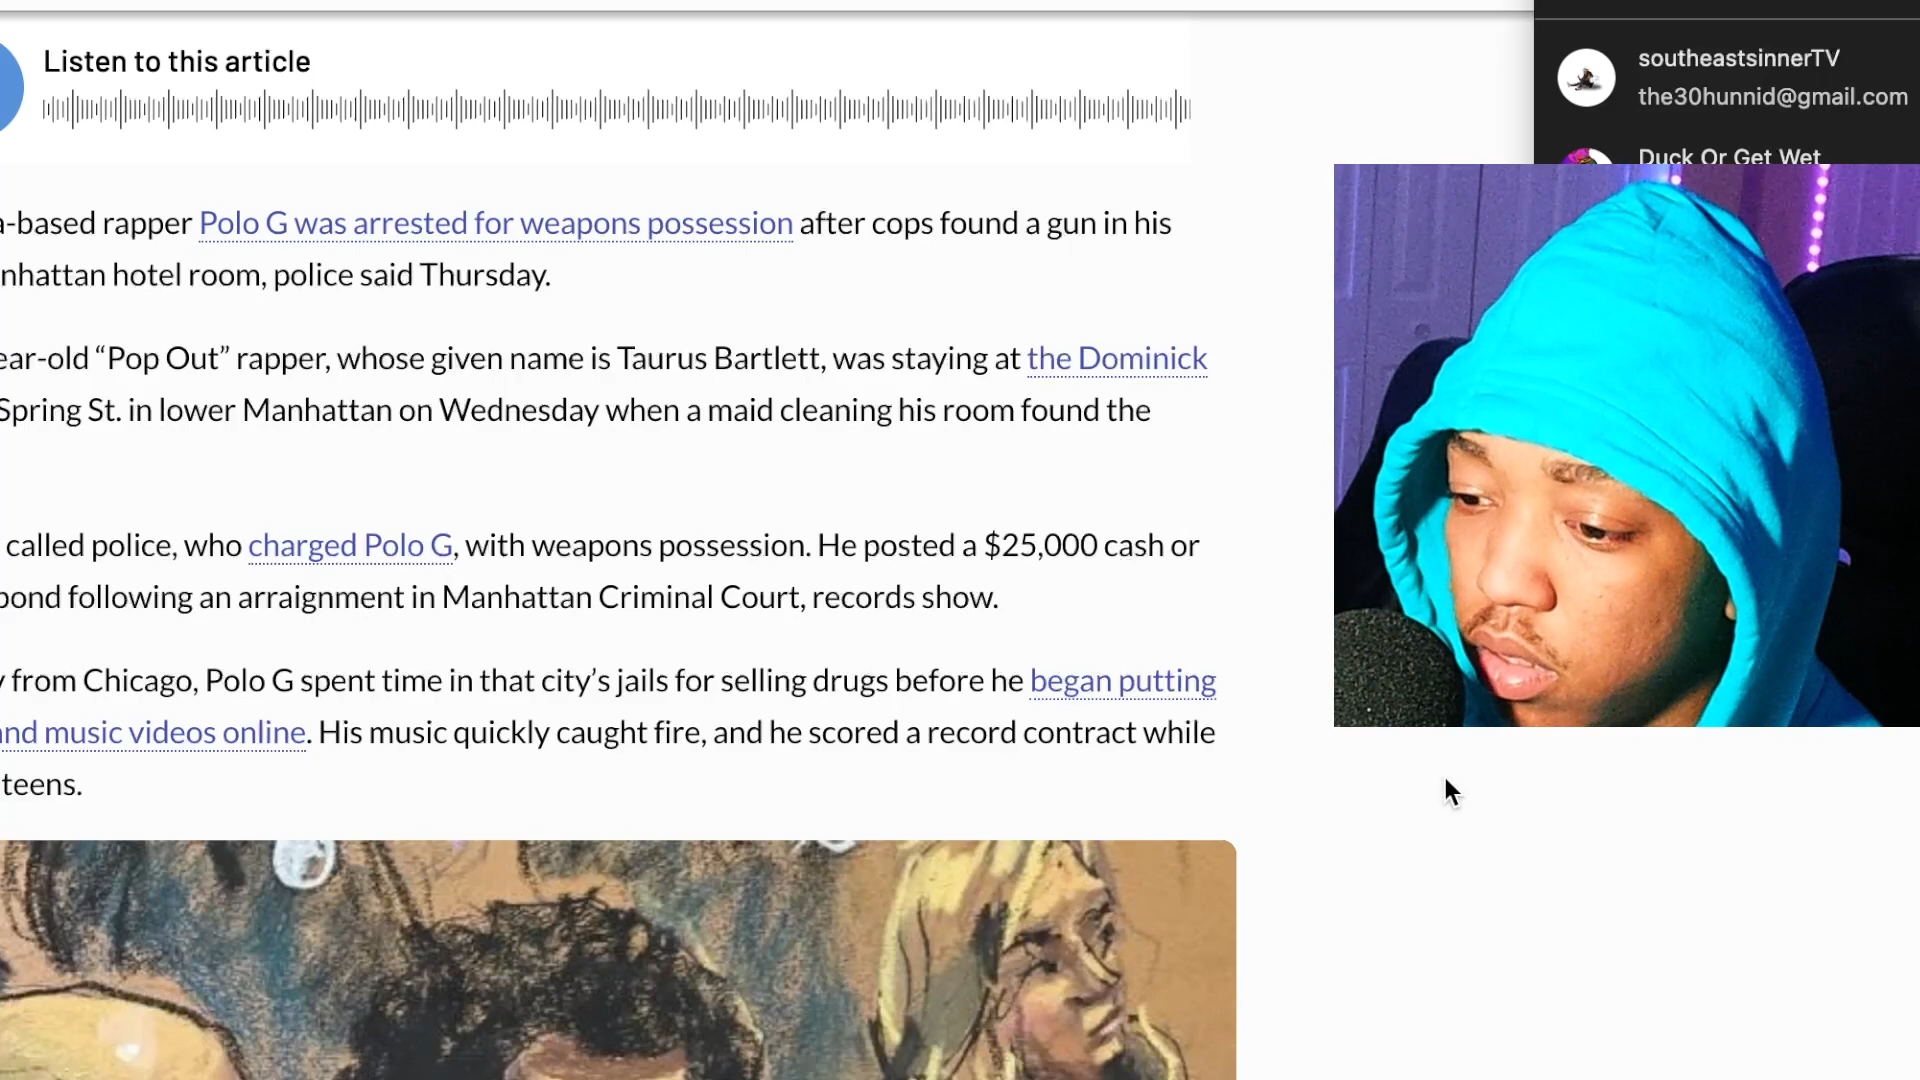 Listen to this article
southeastsinnerTV
the30hunnid@gmail.com
Duck Or Get Wet
-based rapper Polo G was arrested for weapons possession after cops found a gun in his
nhattan hotel room, police said Thursday.
ear-old “Pop Out” rapper, whose given name is Taurus Bartlett, was staying at the Dominick
Spring St. in lower Manhattan on Wednesday when a maid cleaning his room found the
called police, who charged Polo G, with weapons possession. He posted a $25,000 cash or
bond following an arraignment in Manhattan Criminal Court, records show.
from Chicago, Polo G spent time in that city’s jails for selling drugs before he began putting
and music videos online. His music quickly caught fire, and he scored a record contract while
teens.